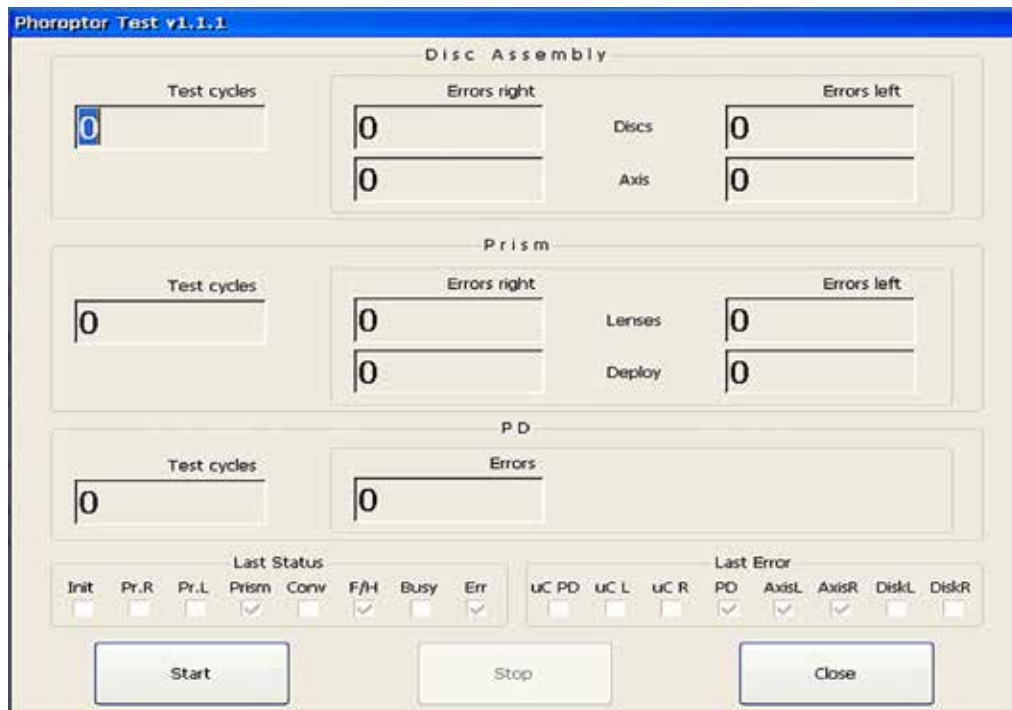 Phoroptor Test v1.1.1
Disc Assembly
Test cycles Errors right Errors left
0 0 Discs 0
0 Axis 0
Prism
Test cycles Errors right Errors left
0 0 Lenses 0
0 Deploy 0
PD
Test cycles Errors
0 0
Last Status Last Error
Init Pr.R Pr.L Prism Conv F/H Busy Err uC PD uC L uC R PD AxisL AxisR DiskL DiskR
Start Stop Close